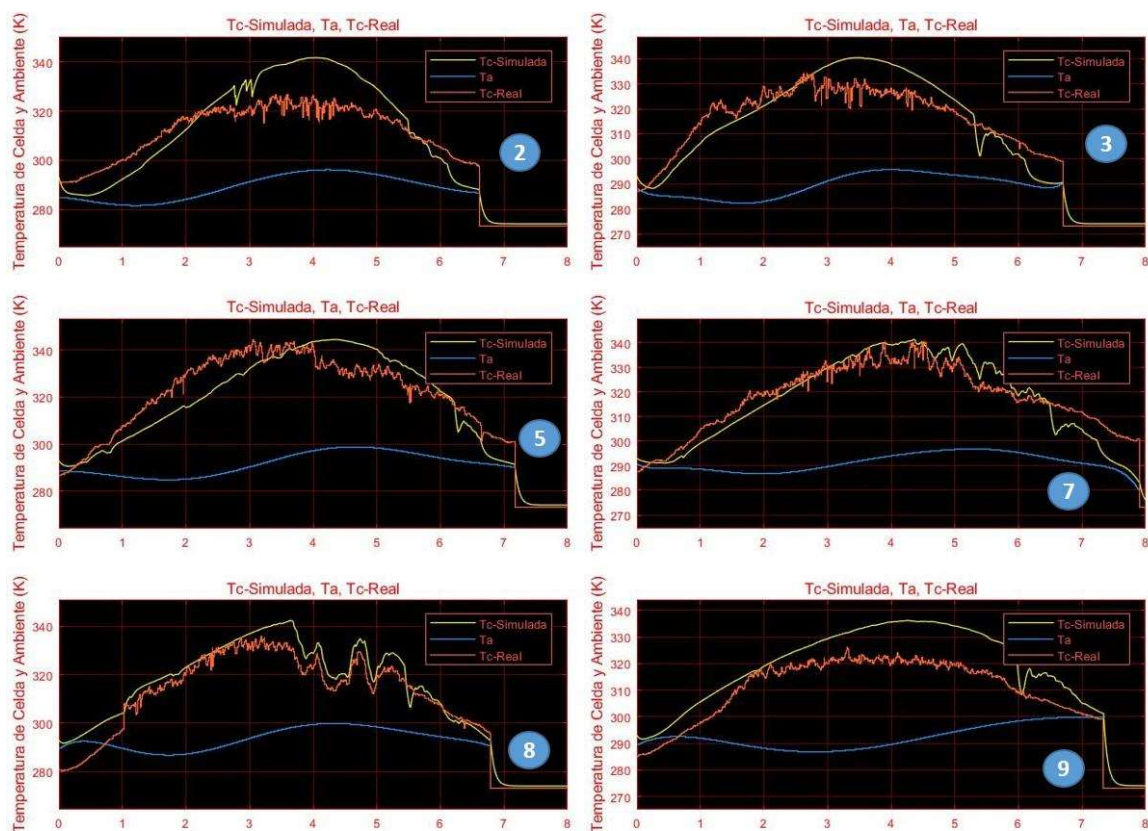 Tc-Simulada, Ta, Tc-Real
Temperatura de Celda y Ambiente (K)
340
320
300
280
0 1 2 3 4 5 6 7 8
Tc-Simulada
Ta
Tc-Real
2
Tc-Simulada, Ta, Tc-Real
Temperatura de Celda y Ambiente (K)
340
330
320
310
300
290
280
270
0 1 2 3 4 5 6 7 8
Tc-Simulada
Ta
Tc-Real
3
Tc-Simulada, Ta, Tc-Real
Temperatura de Celda y Ambiente (K)
340
320
300
280
0 1 2 3 4 5 6 7 8
Tc-Simulada
Ta
Tc-Real
5
Tc-Simulada, Ta, Tc-Real
Temperatura de Celda y Ambiente (K)
340
330
320
310
300
290
280
270
0 1 2 3 4 5 6 7 8
Tc-Simulada
Ta
Tc-Real
7
Tc-Simulada, Ta, Tc-Real
Temperatura de Celda y Ambiente (K)
340
320
300
280
0 1 2 3 4 5 6 7 8
Tc-Simulada
Ta
Tc-Real
8
Tc-Simulada, Ta, Tc-Real
Temperatura de Celda y Ambiente (K)
340
330
320
310
300
290
280
270
0 1 2 3 4 5 6 7 8
Tc-Simulada
Ta
Tc-Real
9